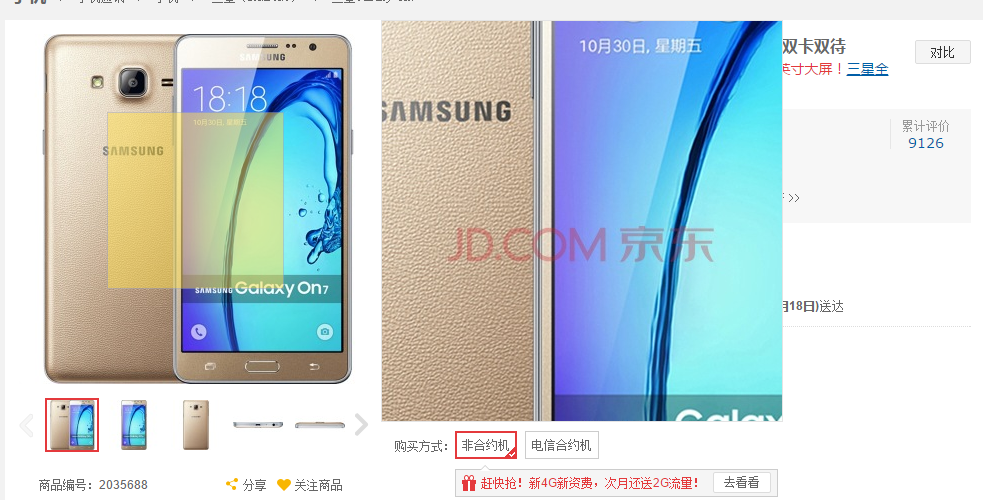 双卡双待
英寸大屏！三星全
对比
累计评价
9126
>>
月18日)送达
SAMSUNG
SAMSUNG
18:18
10月30日, 星期五
SAMSUNG Galaxy On7
SAMSUNG
10月30日, 星期五
JD.COM 京东
Galaxy
购买方式：
非合约机
电信合约机
赶快抢！新4G新资费，次月还送2G流量！
去看看
商品编号：2035688
分享
关注商品